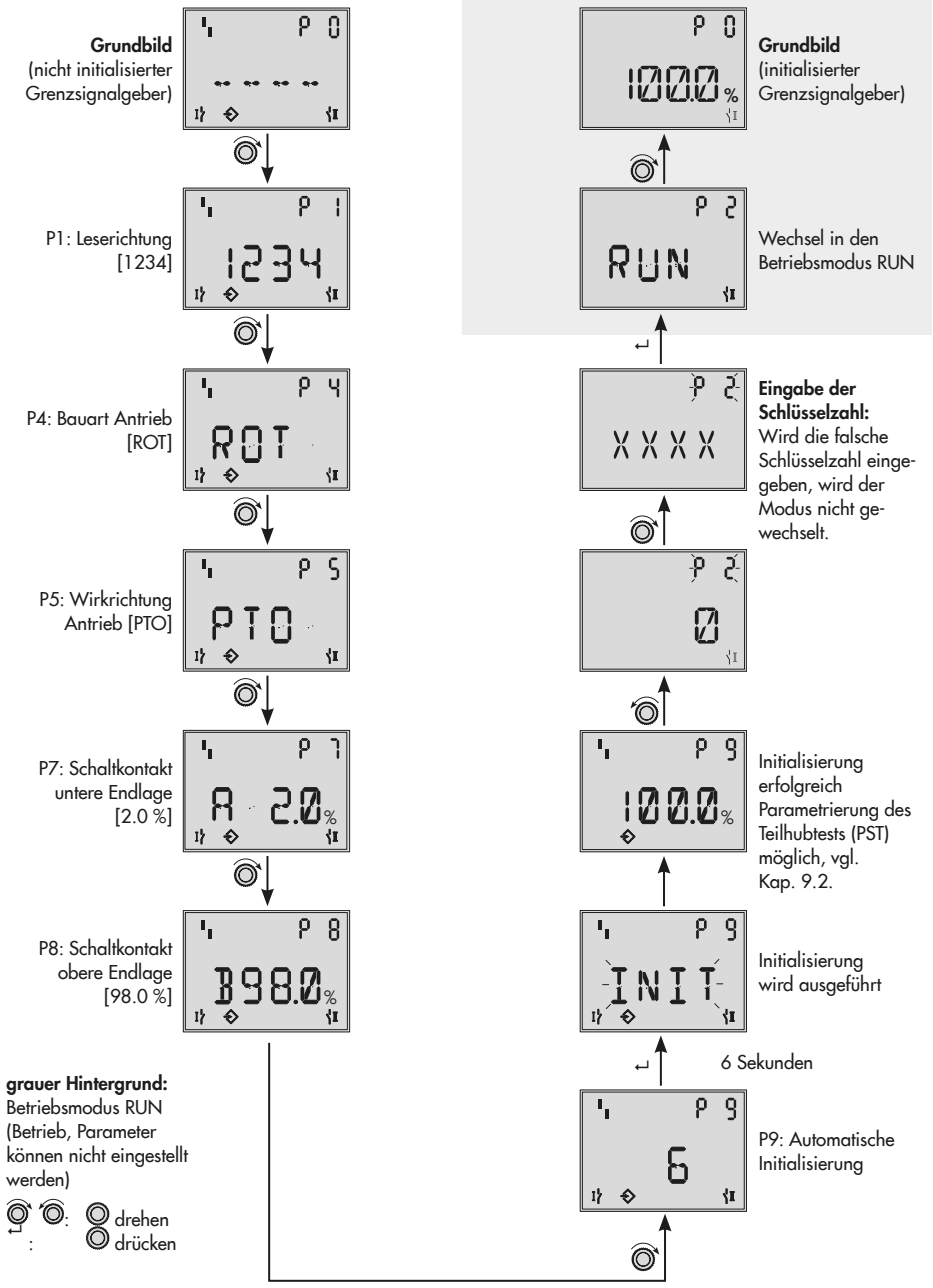 Grundbild
(nicht initialisierter
Grenzsignalgeber)
P 0
- - - -
P1: Leserichtung
[1234]
P 1
1234
P4: Bauart Antrieb
[ROT]
P 4
ROT
P5: Wirkrichtung
Antrieb [PTO]
P 5
PTO
P7: Schaltkontakt
untere Endlage
[2.0 %]
P 7
A 2.0%
P8: Schaltkontakt
obere Endlage
[98.0 %]
P 8
B98.0%
grauer Hintergrund:
Betriebsmodus RUN
(Betrieb, Parameter
können nicht eingestellt
werden)
: drehen
: drücken
P 0
100.0%
Grundbild
(initialisierter
Grenzsignalgeber)
P 2
RUN
Wechsel in den
Betriebsmodus RUN
P 2
XXXX
Eingabe der
Schlüsselzahl:
Wird die falsche
Schlüsselzahl einge-
geben, wird der
Modus nicht ge-
wechselt.
P 2
0
P 9
100.0%
Initialisierung
erfolgreich
Parametrierung des
Teilhubtests (PST)
möglich, vgl.
Kap. 9.2.
P 9
INIT
Initialisierung
wird ausgeführt
6 Sekunden
P 9
6
P9: Automatische
Initialisierung